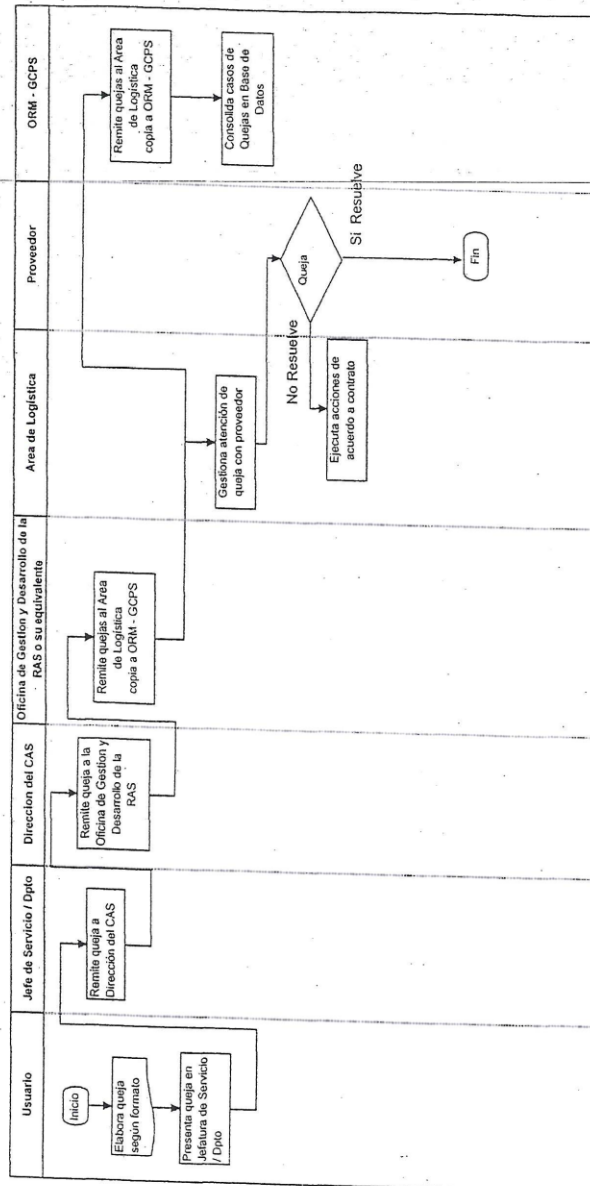 Usuario
Jefe de Servicio / Dpto
Direccion del CAS
Oficina de Gestion y Desarrollo de la
RAS o su equivalente
Area de Logística
Proveedor
ORM - GCPS
Inicio
Elabora queja
según formato
Presenta queja en
Jefatura de Servicio
/ Dpto
Remite queja a
Dirección del CAS
Remite queja a la
Oficina de Gestion y
Desarrollo de la
RAS
Remite quejas al Area
de Logística
copia a ORM - GCPS
Gestiona atención de
queja con proveedor
No Resuelve
Ejecuta acciones de
acuerdo a contrato
Queja
Si Resuelve
Fin
Remite quejas al Area
de Logística
copia a ORM - GCPS
Consolida casos de
Quejas en Base de
Datos